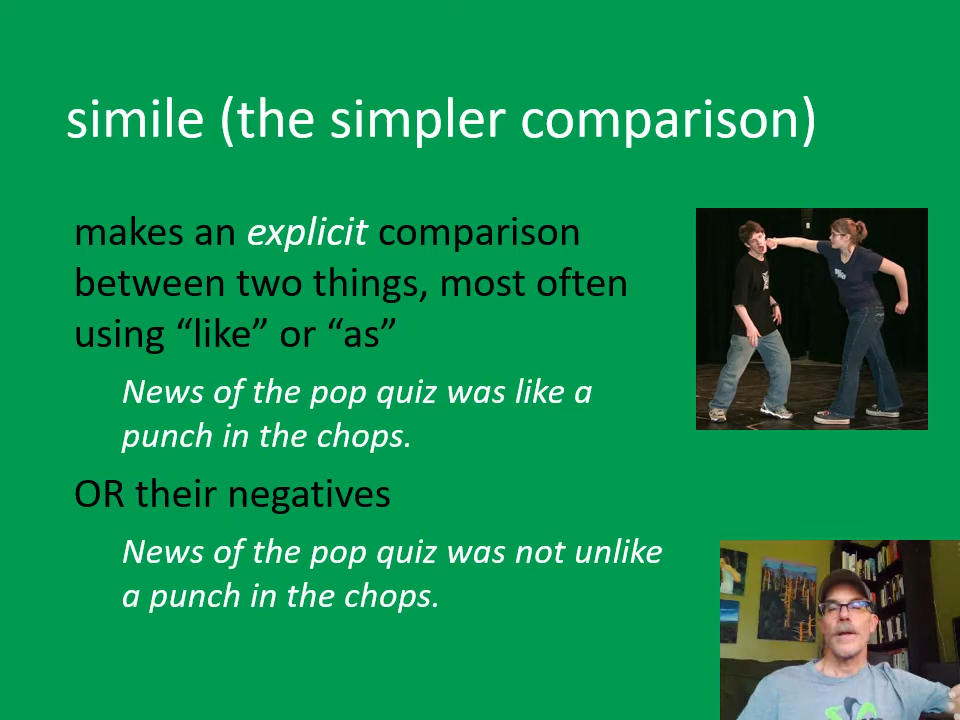 simile (the simpler comparison)
makes an explicit comparison
between two things, most often
using “like” or “as”
News of the pop quiz was like a
punch in the chops.
OR their negatives
News of the pop quiz was not unlike
a punch in the chops.